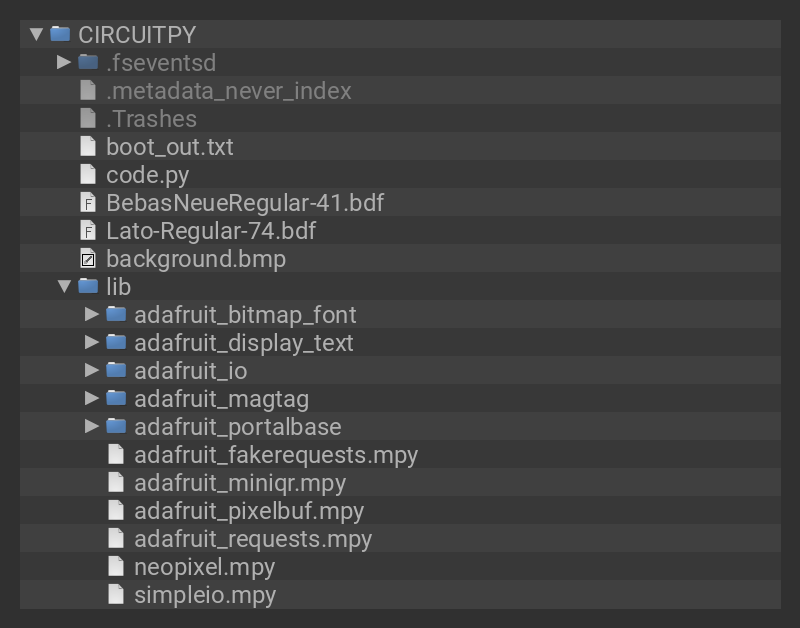 CIRCUITPY
.fseventsd
.metadata_never_index
.Trashes
boot_out.txt
code.py
BebasNeueRegular-41.bdf
Lato-Regular-74.bdf
background.bmp
lib
adafruit_bitmap_font
adafruit_display_text
adafruit_io
adafruit_magtag
adafruit_portalbase
adafruit_fakerequests.mpy
adafruit_miniqr.mpy
adafruit_pixelbuf.mpy
adafruit_requests.mpy
neopixel.mpy
simpleio.mpy